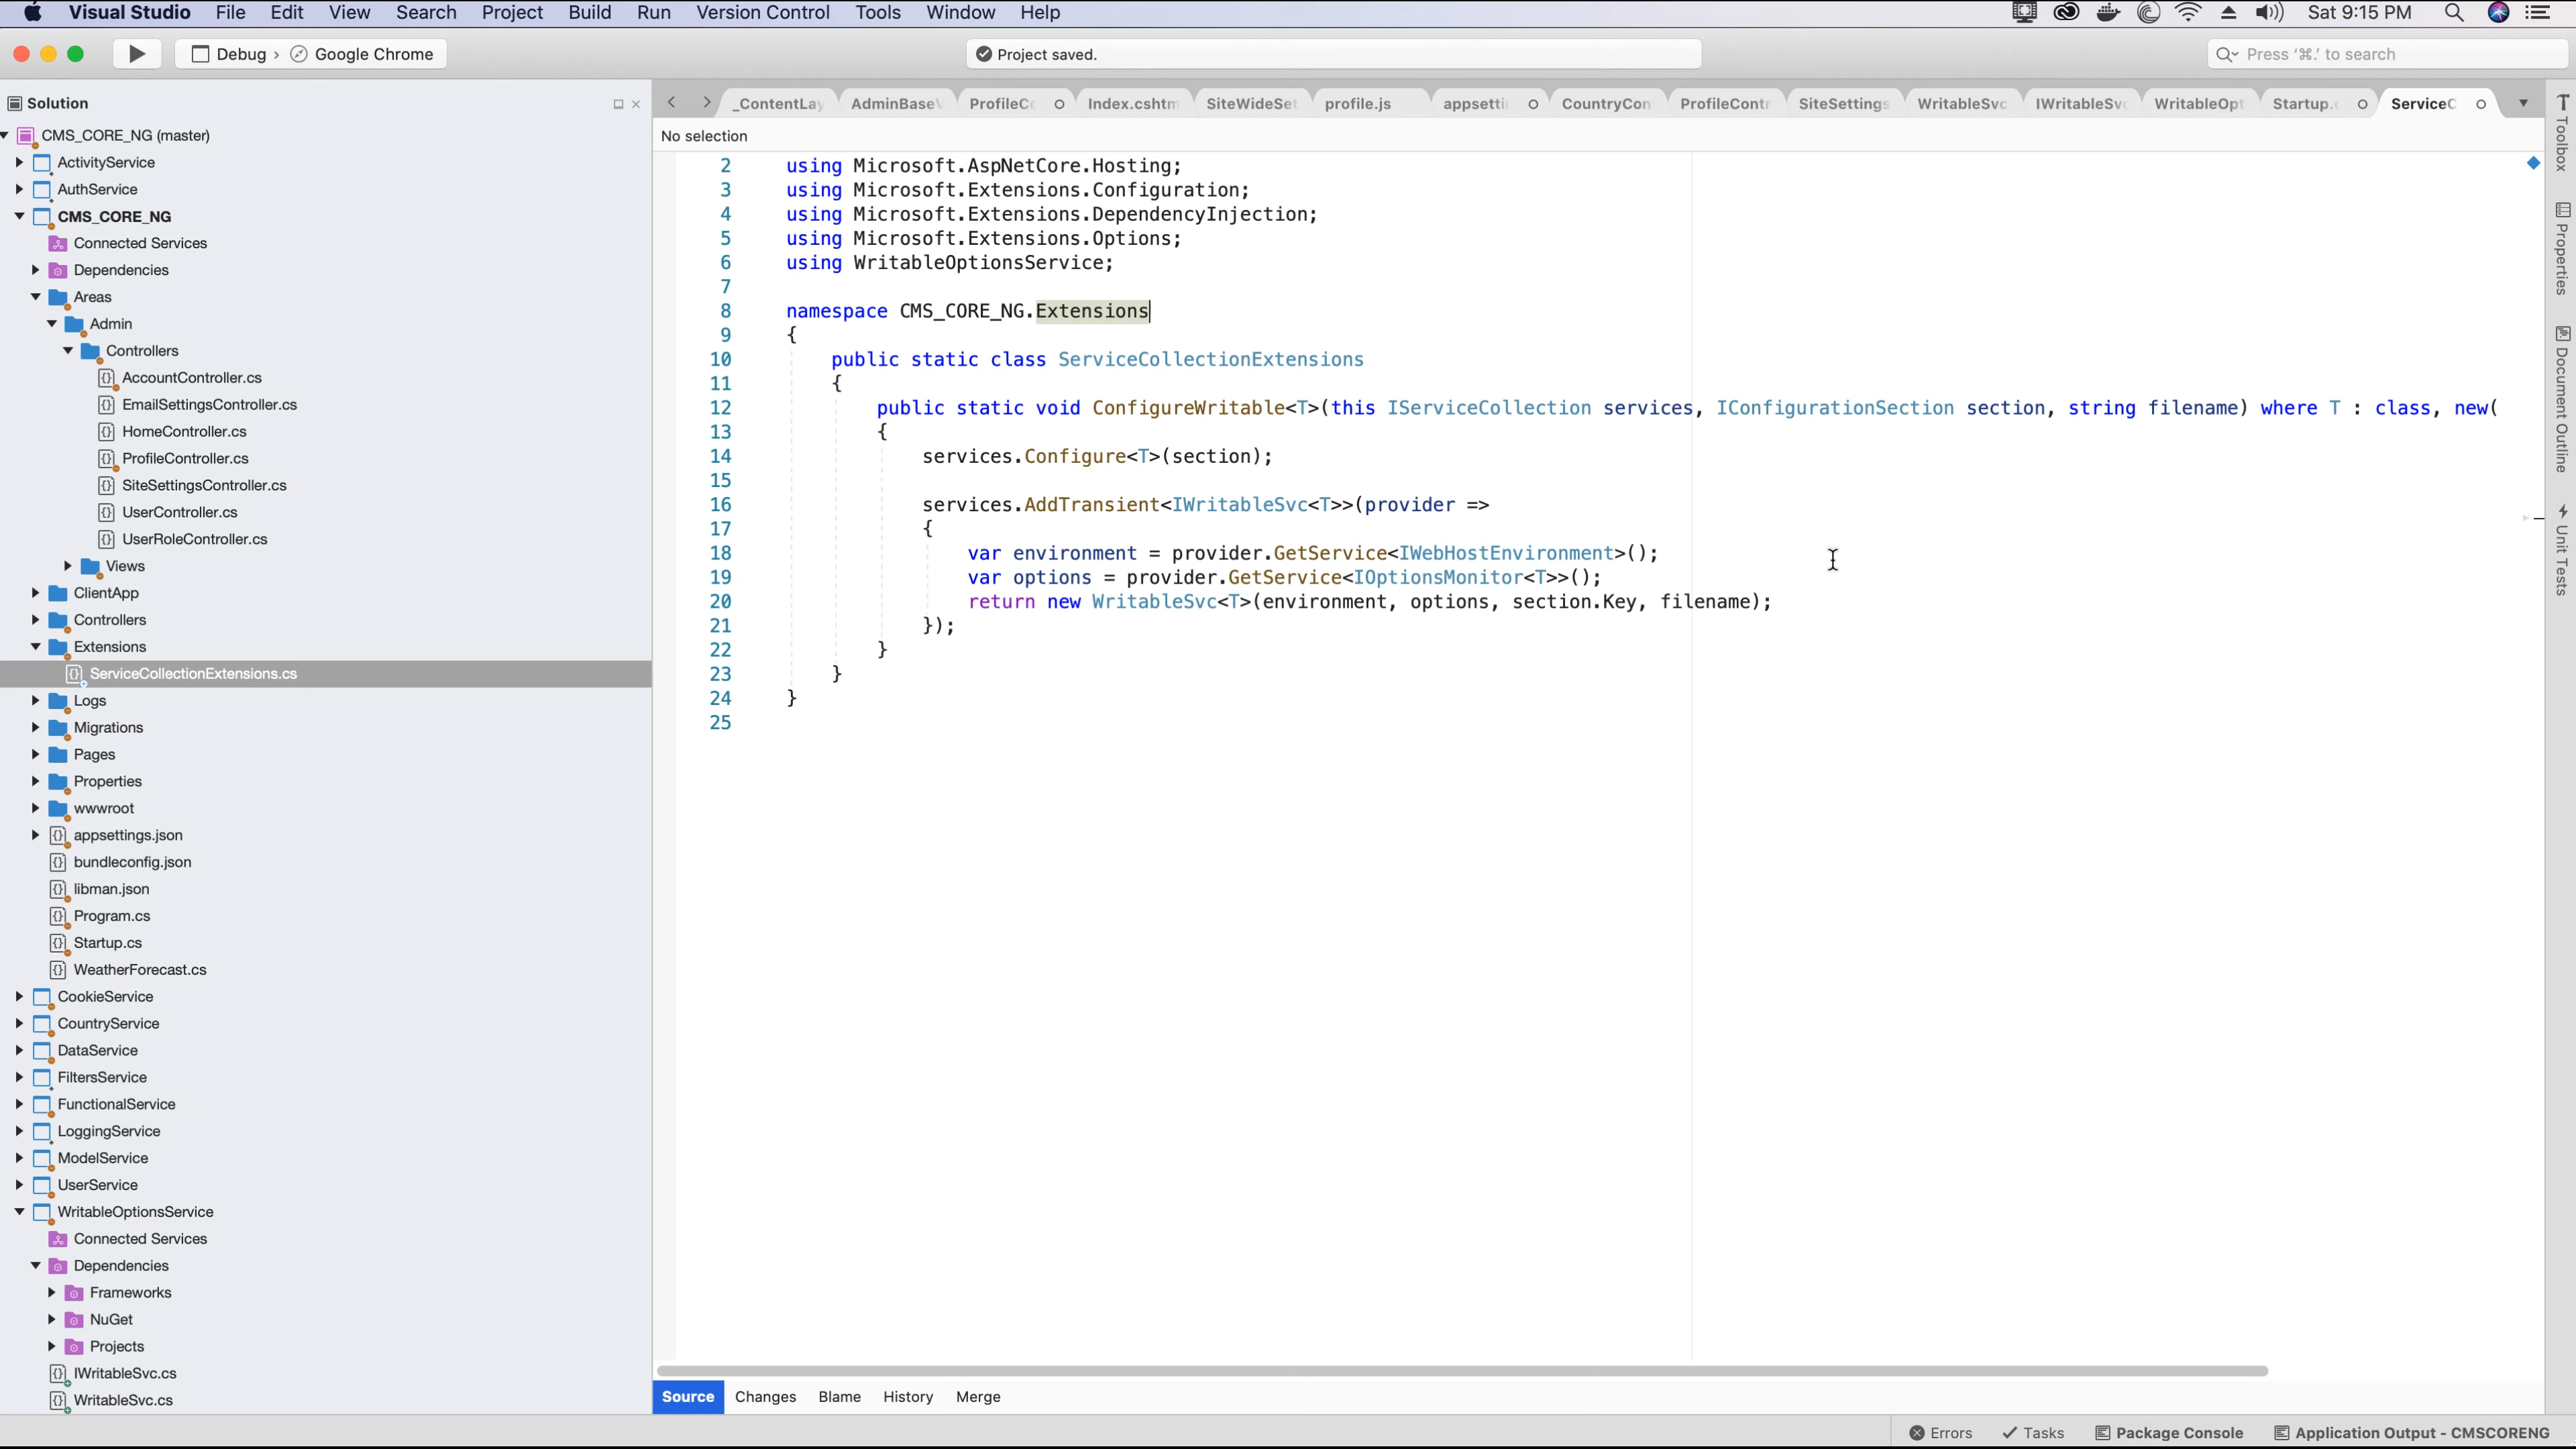 Visual Studio File Edit View Search Project Build Run Version Control Tools Window Help Sat 9:15 PM
Debug › Google Chrome Project saved. Press '⌘.' to search
Solution
_ContentLay AdminBaseV ProfileCo Index.cshtm SiteWideSet profile.js appsetti CountryCon ProfileContr SiteSettings WritableSvc IWritableSvc WritableOpt Startup.c ServiceC
No selection
CMS_CORE_NG (master)
ActivityService
AuthService
CMS_CORE_NG
Connected Services
Dependencies
Areas
Admin
Controllers
AccountController.cs
EmailSettingsController.cs
HomeController.cs
ProfileController.cs
SiteSettingsController.cs
UserController.cs
UserRoleController.cs
Views
ClientApp
Controllers
Extensions
ServiceCollectionExtensions.cs
Logs
Migrations
Pages
Properties
wwwroot
appsettings.json
bundleconfig.json
libman.json
Program.cs
Startup.cs
WeatherForecast.cs
CookieService
CountryService
DataService
FiltersService
FunctionalService
LoggingService
ModelService
UserService
WritableOptionsService
Connected Services
Dependencies
Frameworks
NuGet
Projects
IWritableSvc.cs
WritableSvc.cs
2 using Microsoft.AspNetCore.Hosting;
3 using Microsoft.Extensions.Configuration;
4 using Microsoft.Extensions.DependencyInjection;
5 using Microsoft.Extensions.Options;
6 using WritableOptionsService;
7
8 namespace CMS_CORE_NG.Extensions
9 {
10 public static class ServiceCollectionExtensions
11 {
12 public static void ConfigureWritable<T>(this IServiceCollection services, IConfigurationSection section, string filename) where T : class, new(
13 {
14 services.Configure<T>(section);
15
16 services.AddTransient<IWritableSvc<T>>(provider =>
17 {
18 var environment = provider.GetService<IWebHostEnvironment>();
19 var options = provider.GetService<IOptionsMonitor<T>>();
20 return new WritableSvc<T>(environment, options, section.Key, filename);
21 });
22 }
23 }
24 }
25
Toolbox
Properties
Document Outline
Unit Tests
Source Changes Blame History Merge
Errors Tasks Package Console Application Output - CMSCORENG